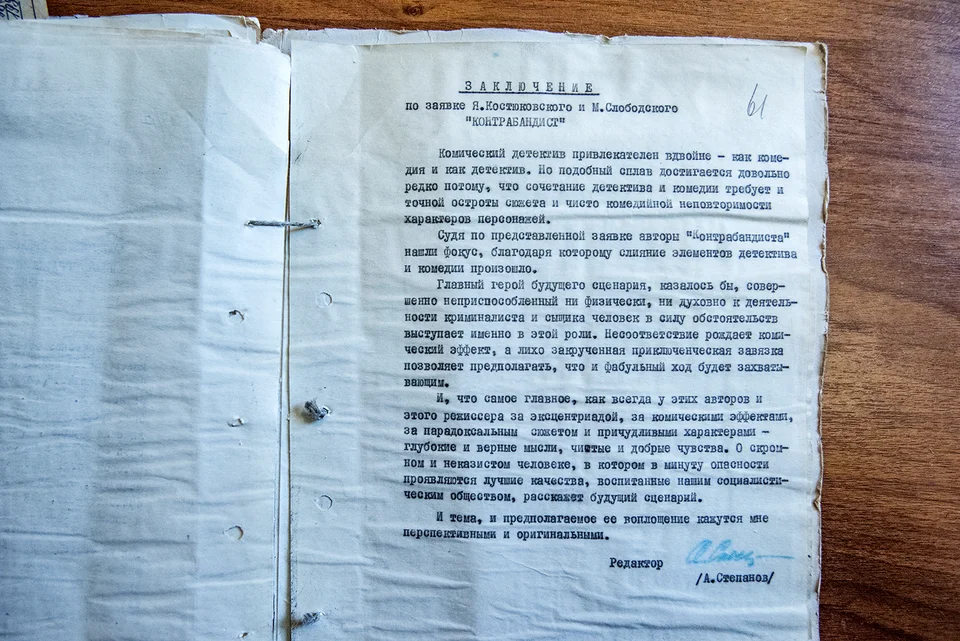 61
ЗАКЛЮЧЕНИЕ
по заявке Я.Костюковского и М.Слободского
"КОНТРАБАНДИСТ"
Комический детектив привлекателен вдвойне – как коме-
дия и как детектив. Но подобный сплав достигается довольно
редко потому, что сочетание детектива и комедии требует и
точной остроты сюжета и чисто комедийной неповторимости
характеров персонажей.
Судя по представленной заявке авторы "Контрабандиста"
нашли фокус, благодаря которому слияние элементов детектива
и комедии произошло.
Главный герой будущего сценария, казалось бы, совер-
шенно неприспособленный ни физически, ни духовно к деятель-
ности криминалиста и сыщика человек в силу обстоятельств
выступает именно в этой роли. Несоответствие рождает коми-
ческий эффект, а лихо закрученная приключенческая завязка
позволяет предполагать, что и фабульный ход будет захваты-
вающим.
И, что самое главное, как всегда у этих авторов и
этого режиссера за эксцентриадой, за комическими эффектами,
за парадоксальным сюжетом и причудливыми характерами –
глубокие и верные мысли, чистые и добрые чувства. О скром-
ном и неказистом человеке, в котором в минуту опасности
проявляются лучшие качества, воспитанные нашим социалисти-
ческим обществом, расскажет будущий сценарий.
И тема, и предполагаемое ее воплощение кажутся мне
перспективными и оригинальными.
Редактор
/А.Степанов/